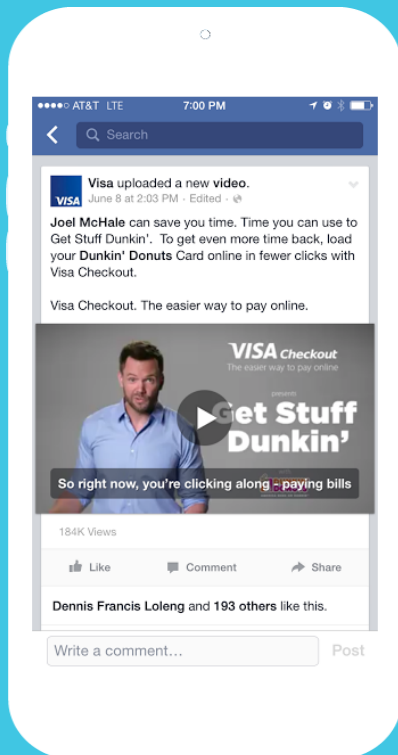 AT&T LTE 7:00 PM
Search
Visa uploaded a new video.
VISA
June 8 at 2:03 PM · Edited ·
Joel McHale can save you time. Time you can use to
Get Stuff Dunkin'. To get even more time back, load
your Dunkin' Donuts Card online in fewer clicks with
Visa Checkout.
Visa Checkout. The easier way to pay online.
VISA Checkout
The easier way to pay online
presents
Get Stuff
Dunkin'
So right now, you're clicking along - paying bills
184K Views
Like Comment Share
Dennis Francis Loleng and 193 others like this.
Write a comment... Post